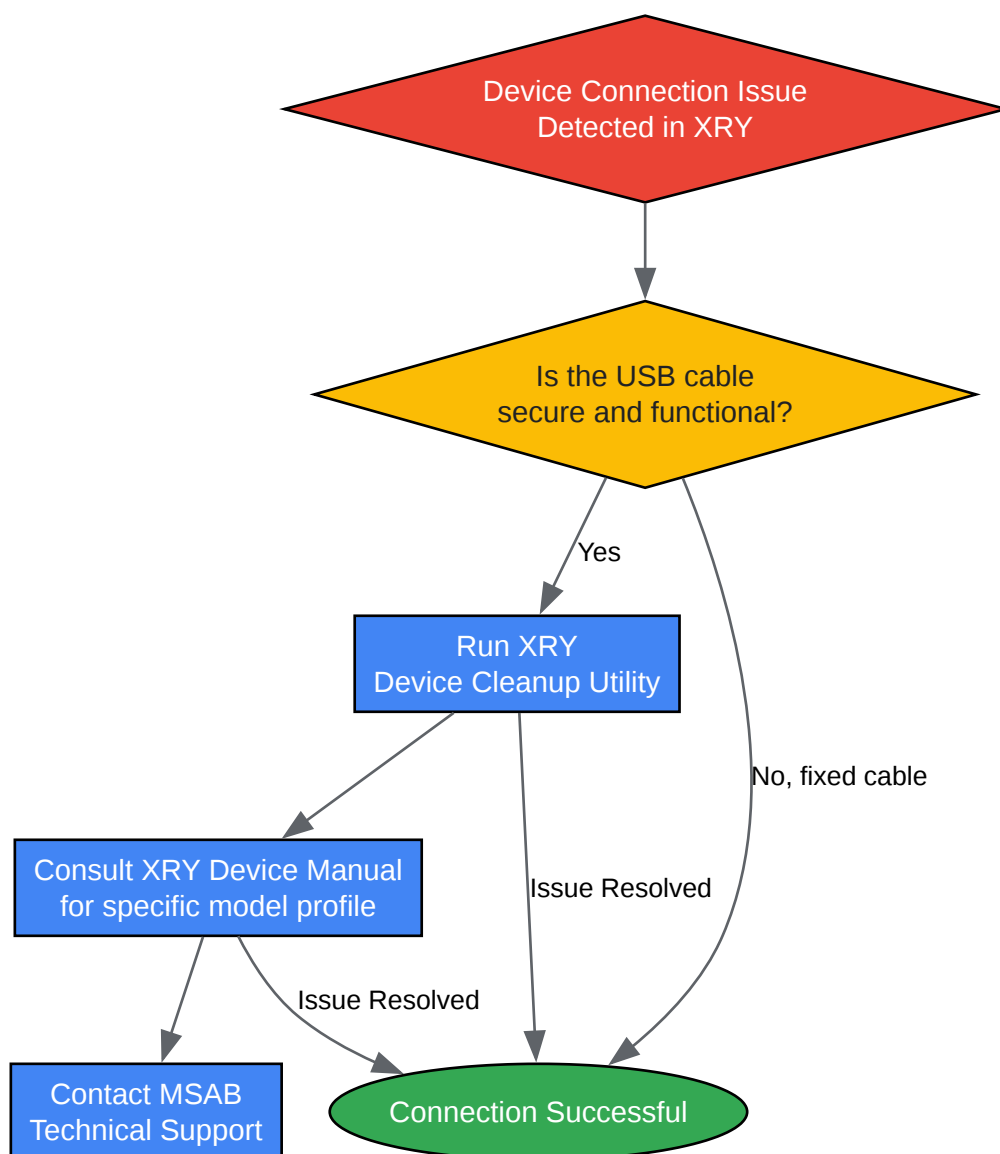 Device Connection Issue
Detected in XRY
Is the USB cable
secure and functional?
Yes
Run XRY
Device Cleanup Utility
No, fixed cable
Consult XRY Device Manual
for specific model profile
Issue Resolved
Issue Resolved
Contact MSAB
Technical Support
Connection Successful